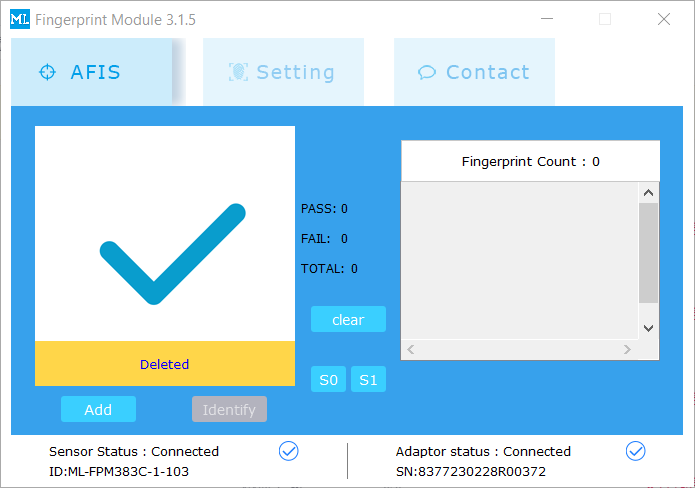 ML Fingerprint Module 3.1.5
AFIS
Setting
Contact
Fingerprint Count : 0
PASS: 0
FAIL: 0
TOTAL: 0
clear
Deleted
S0 S1
Add
Identify
Sensor Status : Connected
ID:ML-FPM383C-1-103
Adaptor status : Connected
SN:8377230228R00372